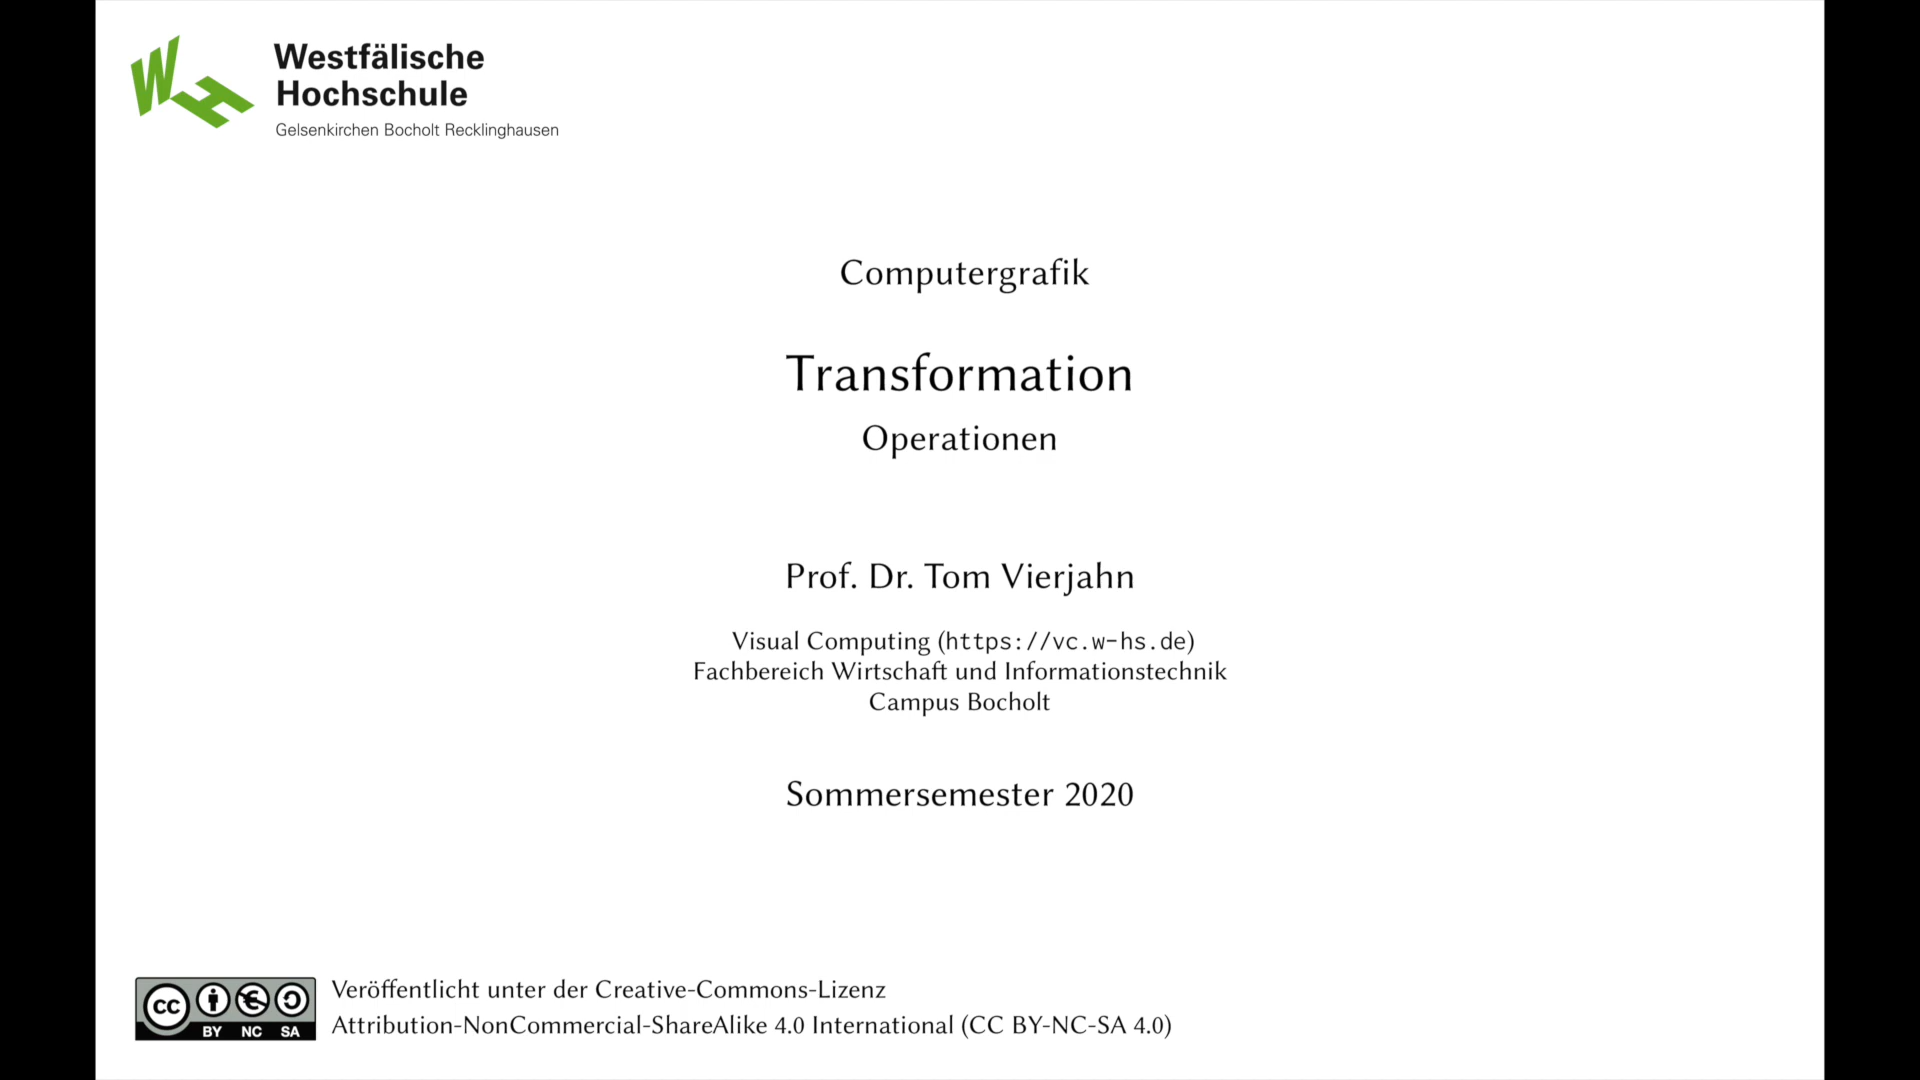 WH
Westfälische
Hochschule
Gelsenkirchen Bocholt Recklinghausen
Computergrafik
Transformation
Operationen
Prof. Dr. Tom Vierjahn
Visual Computing (https://vc.w-hs.de)
Fachbereich Wirtschaft und Informationstechnik
Campus Bocholt
Sommersemester 2020
cc BY NC SA
Veröffentlicht unter der Creative-Commons-Lizenz
Attribution-NonCommercial-ShareAlike 4.0 International (CC BY-NC-SA 4.0)